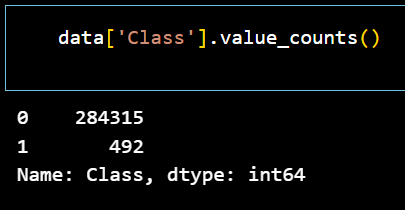 data['Class'].value_counts()
0    284315
1       492
Name: Class, dtype: int64